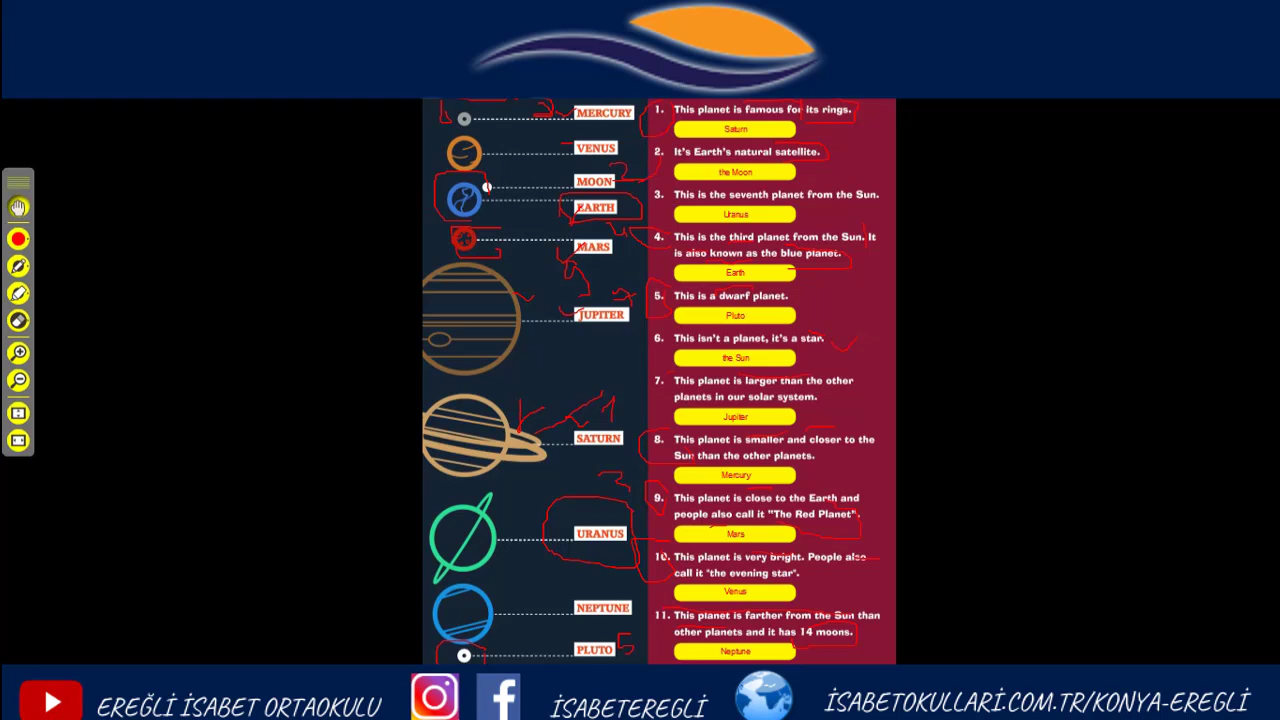 MERCURY
VENUS
MOON
EARTH
MARS
JUPITER
SATURN
URANUS
NEPTUNE
PLUTO
1. This planet is famous for its rings.
Saturn
2. It's Earth's natural satellite.
the Moon
3. This is the seventh planet from the Sun.
Uranus
4. This is the third planet from the Sun. It
is also known as the blue planet.
Earth
5. This is a dwarf planet.
Pluto
6. This isn't a planet, it's a star.
the Sun
7. This planet is larger than the other
planets in our solar system.
Jupiter
8. This planet is smaller and closer to the
Sun than the other planets.
Mercury
9. This planet is close to the Earth and
people also call it "The Red Planet".
Mars
10. This planet is very bright. People also
call it "the evening star".
Venus
11. This planet is farther from the Sun than
other planets and it has 14 moons.
Neptune
EREĞLİ İSABET ORTAOKULU
İSABETEREGLİ
İSABETOKULLARİ.COM.TR/KONYA-EREGLİ